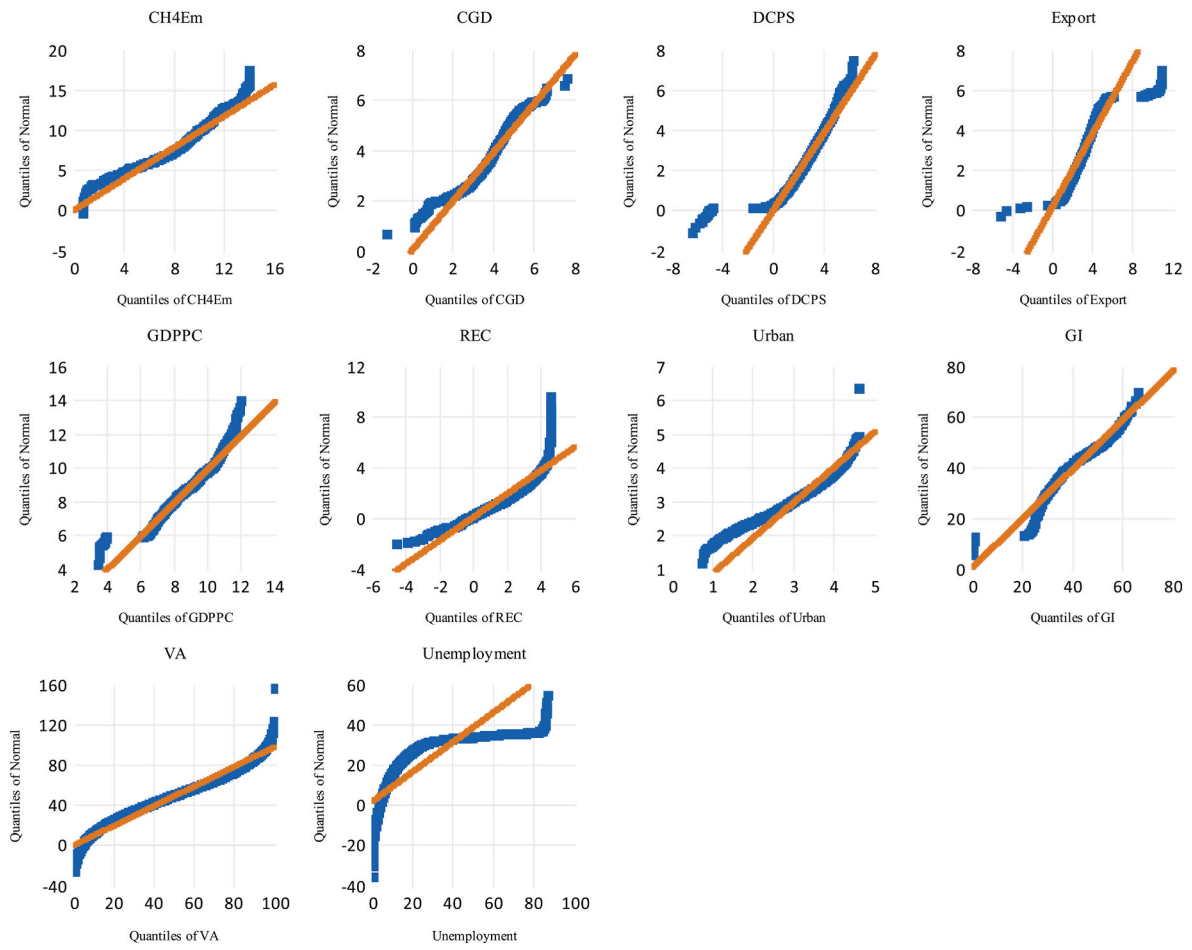 CH4Em
CGD
DCPS
Export
Quantiles of Normal
20
15
10
5
0
-5
0 4 8 12 16
Quantiles of CH4Em
Quantiles of Normal
8
6
4
2
0
-2 0 2 4 6 8
Quantiles of CGD
Quantiles of Normal
8
6
4
2
0
-2
-8 -4 0 4 8
Quantiles of DCPS
Quantiles of Normal
8
6
4
2
0
-2
-8 -4 0 4 8 12
Quantiles of Export
GDPPC
REC
Urban
GI
Quantiles of Normal
16
14
12
10
8
6
4
2 4 6 8 10 12 14
Quantiles of GDPPC
Quantiles of Normal
12
8
4
0
-4
-6 -4 -2 0 2 4 6
Quantiles of REC
Quantiles of Normal
7
6
5
4
3
2
1
0 1 2 3 4 5
Quantiles of Urban
Quantiles of Normal
80
60
40
20
0
0 20 40 60 80
Quantiles of GI
VA
Unemployment
Quantiles of Normal
160
120
80
40
0
-40
0 20 40 60 80 100
Quantiles of VA
Quantiles of Normal
60
40
20
0
-20
-40
0 20 40 60 80 100
Unemployment